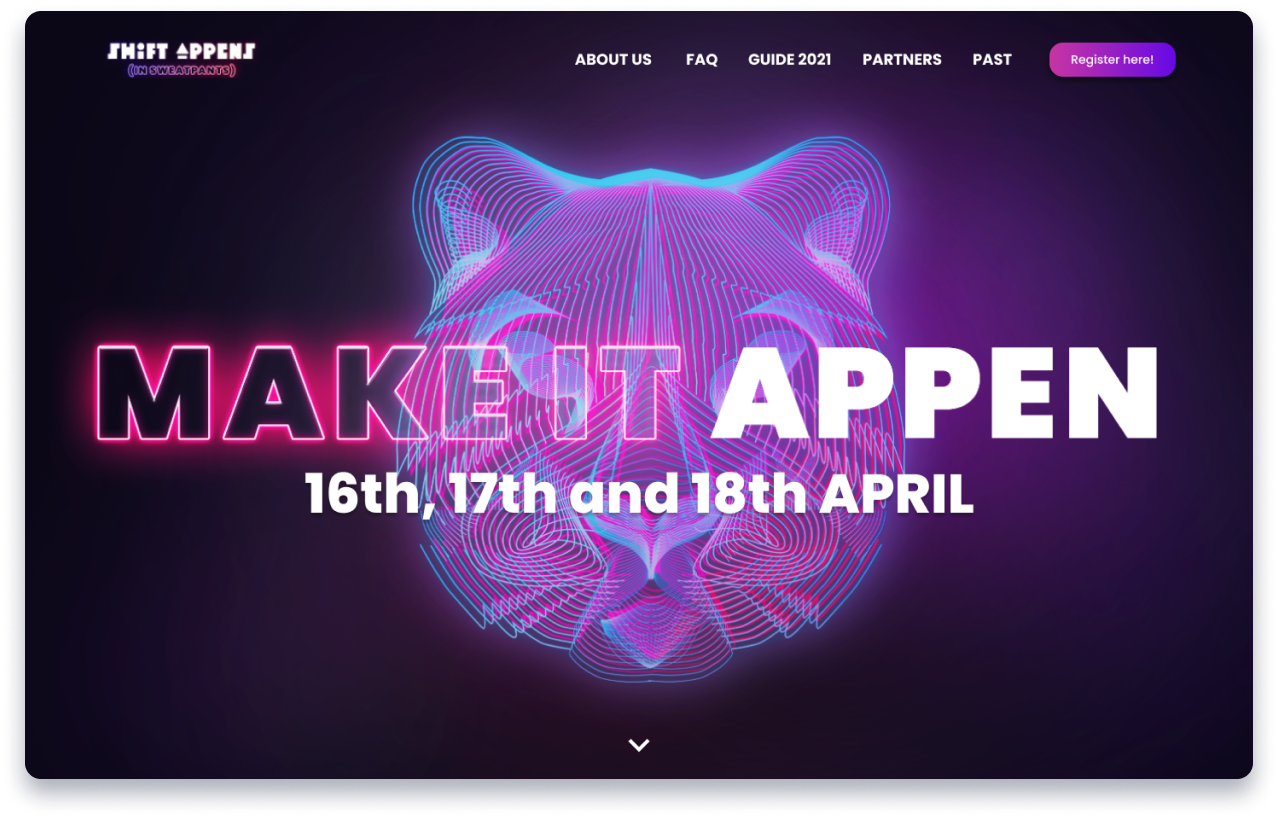 SHiFT APPENS
((IN SWEATPANTS))
ABOUT US FAQ GUIDE 2021 PARTNERS PAST Register here!
MAKE IT APPEN
16th, 17th and 18th APRIL